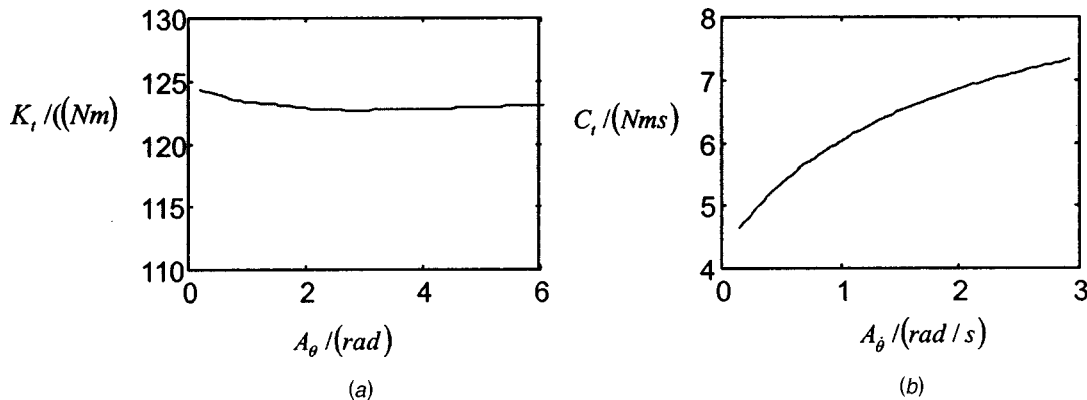 130
125
120
115
110
K_t /((Nm)
0 2 4 6
A_θ /(rad)
(a)
8
7
6
5
4
C_t /(Nms)
0 1 2 3
A_θ̇ /(rad / s)
(b)